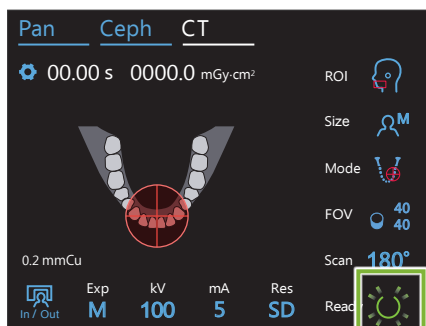 Pan Ceph CT
00.00 s 0000.0 mGy·cm²
ROI
Size M
Mode
FOV 40
40
0.2 mmCu
Scan 180°
Exp kV mA Res
In / Out M 100 5 SD
Ready